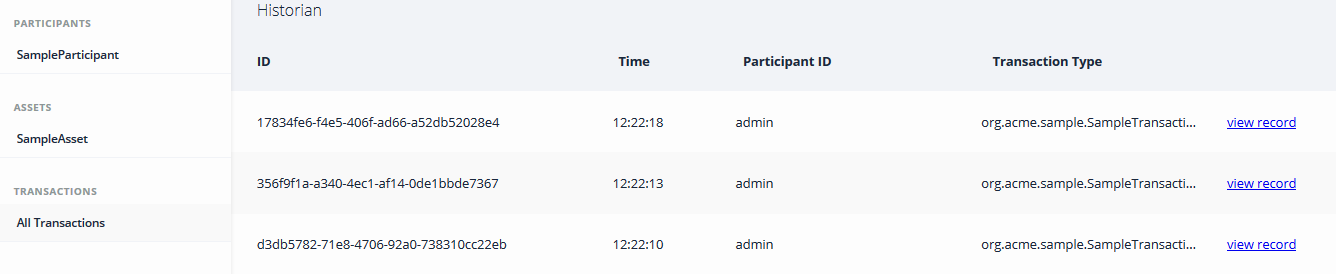 PARTICIPANTS
SampleParticipant
ASSETS
SampleAsset
TRANSACTIONS
All Transactions
Historian
ID Time Participant ID Transaction Type
17834fe6-f4e5-406f-ad66-a52db52028e4 12:22:18 admin org.acme.sample.SampleTransacti... view record
356f9f1a-a340-4ec1-af14-0de1bbde7367 12:22:13 admin org.acme.sample.SampleTransacti... view record
d3db5782-71e8-4706-92a0-738310cc22eb 12:22:10 admin org.acme.sample.SampleTransacti... view record